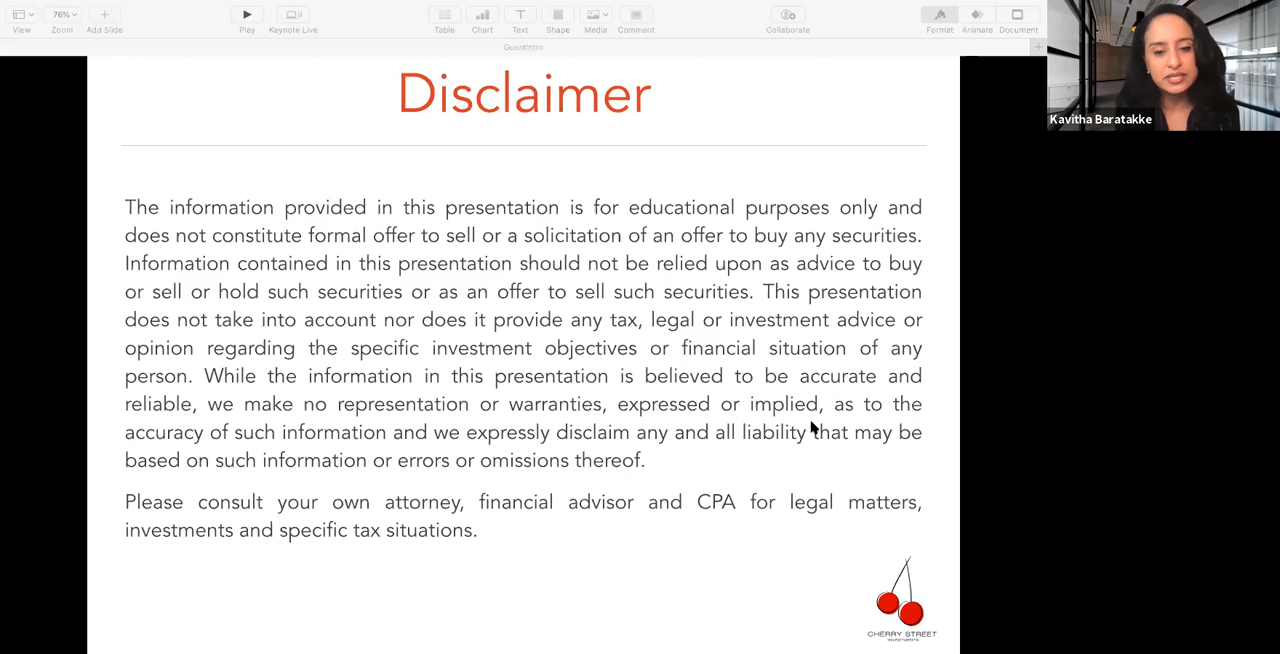 View
76%
Zoom
Add Slide
Play
Keynote Live
Table
Chart
Text
Shape
Media
Comment
Collaborate
Format
Animate
Document
GuestIntro
Kavitha Baratakke
Disclaimer
The information provided in this presentation is for educational purposes only and
does not constitute formal offer to sell or a solicitation of an offer to buy any securities.
Information contained in this presentation should not be relied upon as advice to buy
or sell or hold such securities or as an offer to sell such securities. This presentation
does not take into account nor does it provide any tax, legal or investment advice or
opinion regarding the specific investment objectives or financial situation of any
person. While the information in this presentation is believed to be accurate and
reliable, we make no representation or warranties, expressed or implied, as to the
accuracy of such information and we expressly disclaim any and all liability that may be
based on such information or errors or omissions thereof.
Please consult your own attorney, financial advisor and CPA for legal matters,
investments and specific tax situations.
CHERRY STREET
INVESTMENTS